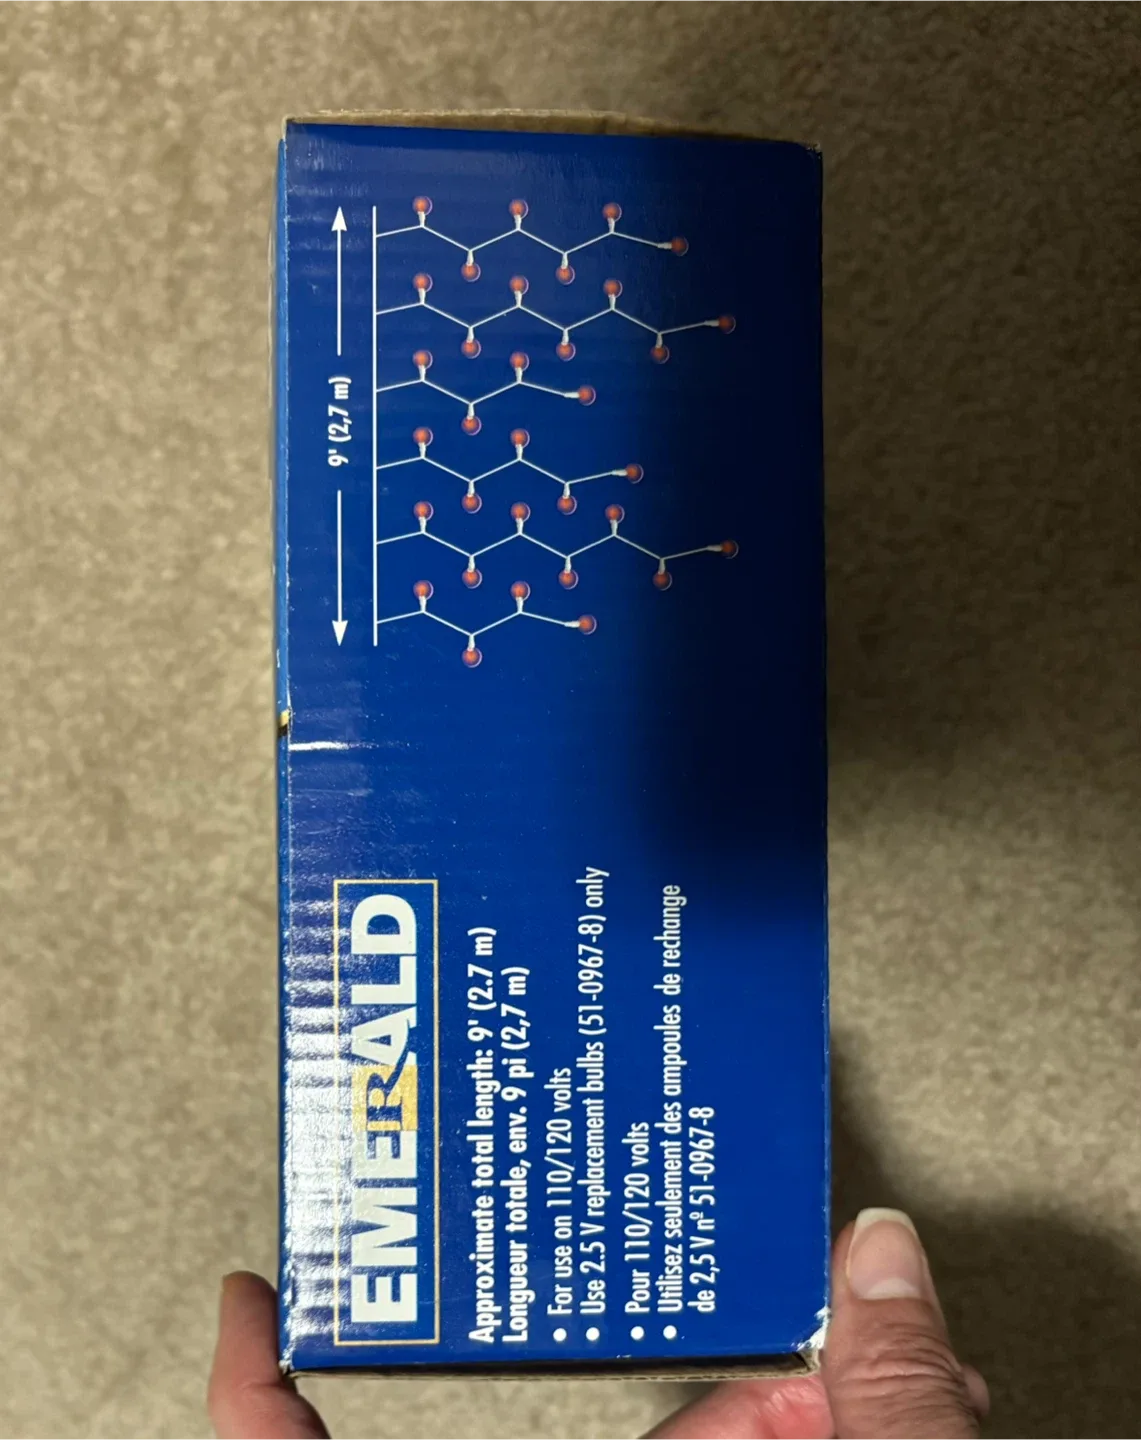 EMERALD
Approximate total length: 9' (2.7 m)
Longueur totale, env. 9 pi (2,7 m)
• For use on 110/120 volts
• Use 2.5 V replacement bulbs (51-0967-8) only
• Pour 110/120 volts
• Utilisez seulement des ampoules de rechange
de 2,5 V nº 51-0967-8
9' (2,7 m)